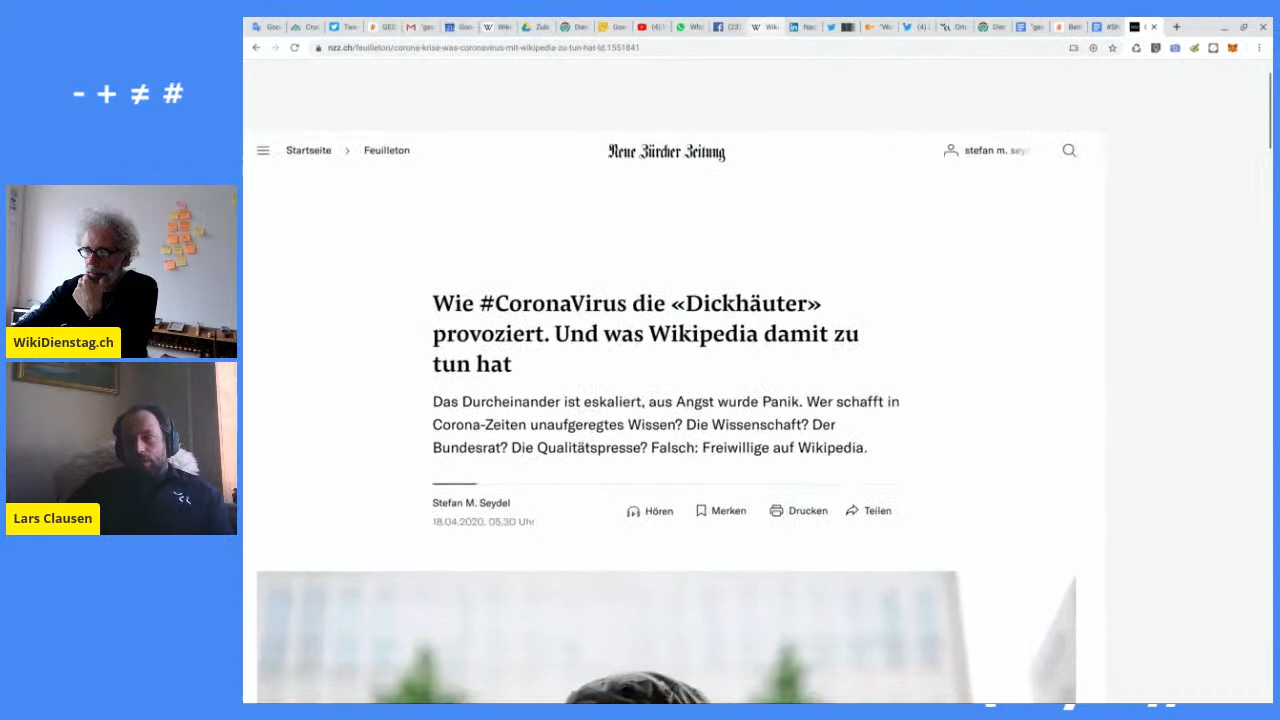 - + ≠ #
WikiDienstag.ch
Lars Clausen
nzz.ch/feuilleton/corona-krise-was-coronavirus-mit-wikipedia-zu-tun-hat-ld.1551841
Startseite > Feuilleton
Neue Zürcher Zeitung
stefan m. sey
Wie #CoronaVirus die «Dickhäuter»
provoziert. Und was Wikipedia damit zu
tun hat
Das Durcheinander ist eskaliert, aus Angst wurde Panik. Wer schafft in
Corona-Zeiten unaufgeregtes Wissen? Die Wissenschaft? Der
Bundesrat? Die Qualitätspresse? Falsch: Freiwillige auf Wikipedia.
Stefan M. Seydel
18.04.2020, 05.30 Uhr
Hören Merken Drucken Teilen